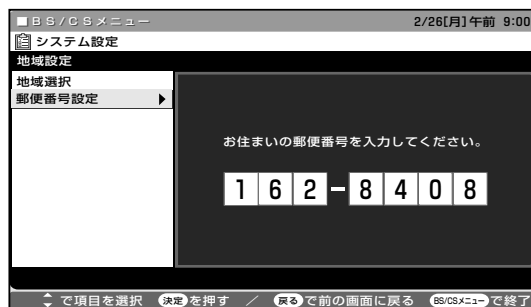 ■BS/CSメニュー 2/26[月]午前 9:00
システム設定
地域設定
地域選択
郵便番号設定
お住まいの郵便番号を入力してください。
162-8408
で項目を選択 決定を押す / 戻るで前の画面に戻る BS/CSメニューで終了